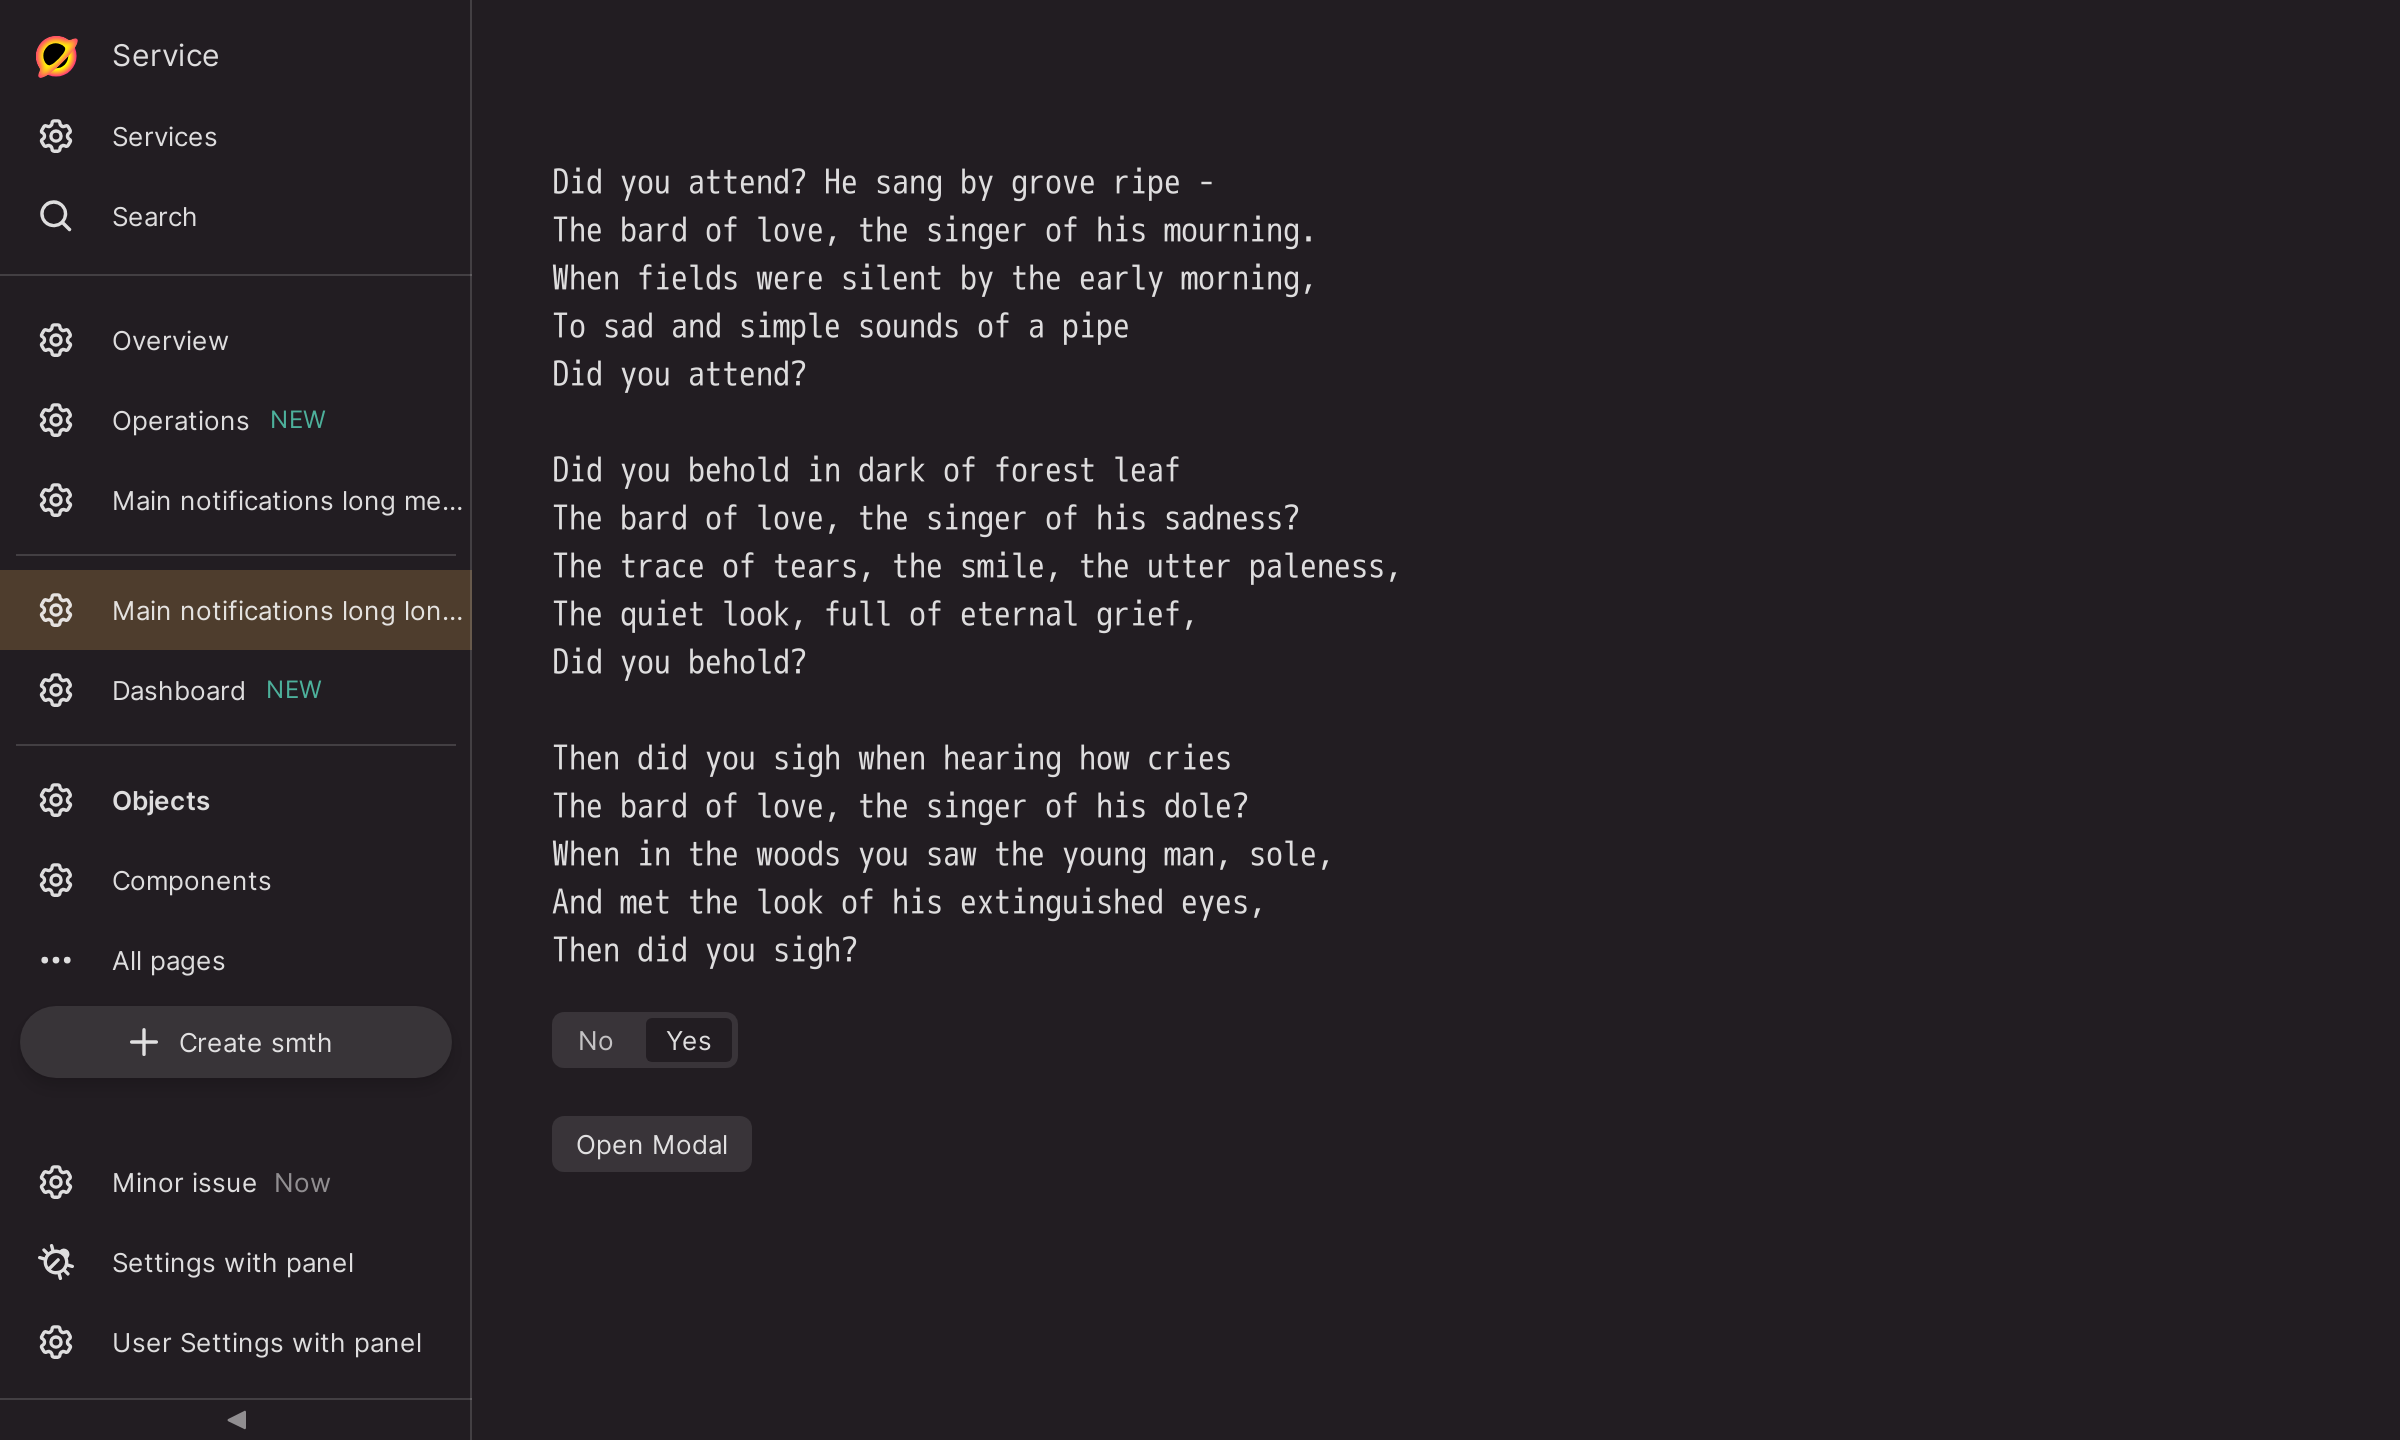 Service
Services
Search
Overview
Operations NEW
Main notifications long me...
Main notifications long lon...
Dashboard NEW
Objects
Components
All pages
Create smth
Minor issue Now
Settings with panel
User Settings with panel
Did you attend? He sang by grove ripe -
The bard of love, the singer of his mourning.
When fields were silent by the early morning,
To sad and simple sounds of a pipe
Did you attend?
Did you behold in dark of forest leaf
The bard of love, the singer of his sadness?
The trace of tears, the smile, the utter paleness,
The quiet look, full of eternal grief,
Did you behold?
Then did you sigh when hearing how cries
The bard of love, the singer of his dole?
When in the woods you saw the young man, sole,
And met the look of his extinguished eyes,
Then did you sigh?
No Yes
Open Modal